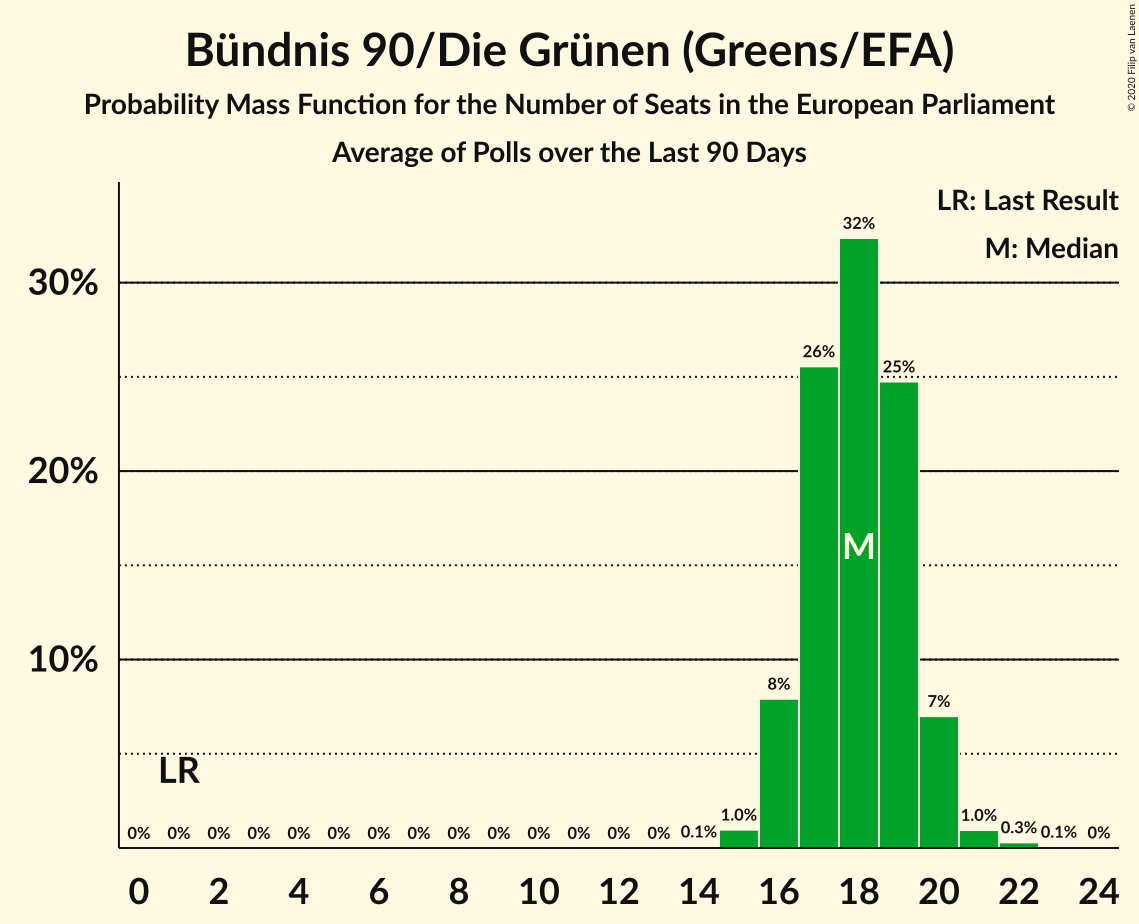 Bündnis 90/Die Grünen (Greens/EFA)
Probability Mass Function for the Number of Seats in the European Parliament
Average of Polls over the Last 90 Days
© 2020 Filip van Laenen
LR: Last Result
M: Median
30%
20%
10%
LR
M
0% 0% 0% 0% 0% 0% 0% 0% 0% 0% 0% 0% 0% 0% 0.1% 1.0% 8% 26% 32% 25% 7% 1.0% 0.3% 0.1% 0%
0 2 4 6 8 10 12 14 16 18 20 22 24